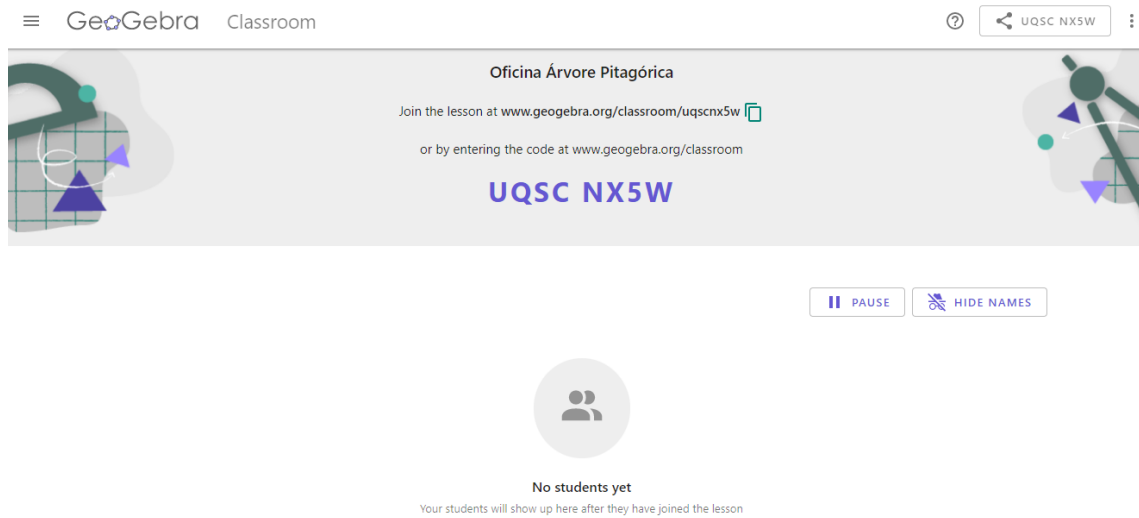 GeoGebra Classroom
UQSC NX5W
Oficina Árvore Pitagórica
Join the lesson at www.geogebra.org/classroom/uqscnx5w
or by entering the code at www.geogebra.org/classroom
UQSC NX5W
PAUSE
HIDE NAMES
No students yet
Your students will show up here after they have joined the lesson